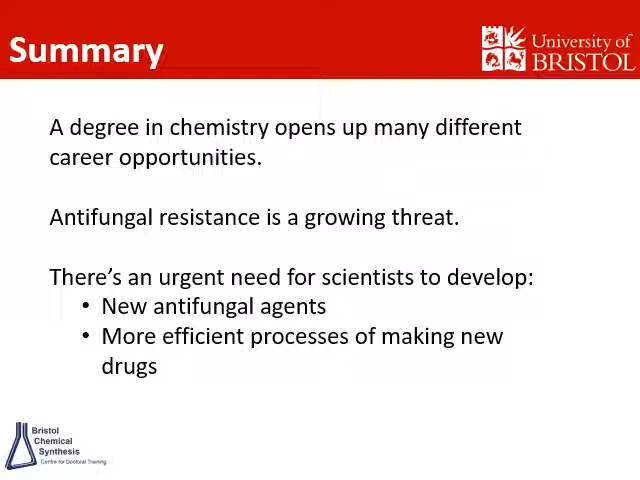 Summary
University of
BRISTOL
A degree in chemistry opens up many different
career opportunities.
Antifungal resistance is a growing threat.
There’s an urgent need for scientists to develop:
• New antifungal agents
• More efficient processes of making new
drugs
Bristol
Chemical
Synthesis
Centre for Doctoral Training